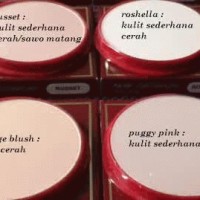 usset :
kulit sederhana
erah/sawo matang
roshella :
kulit sederhana
cerah
ge blush :
cerah
puggy pink :
kulit sederhana